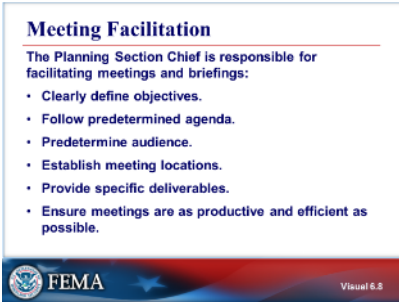 Meeting Facilitation
The Planning Section Chief is responsible for
facilitating meetings and briefings:
• Clearly define objectives.
• Follow predetermined agenda.
• Predetermine audience.
• Establish meeting locations.
• Provide specific deliverables.
• Ensure meetings are as productive and efficient as
possible.
FEMA
Visuel 6.8